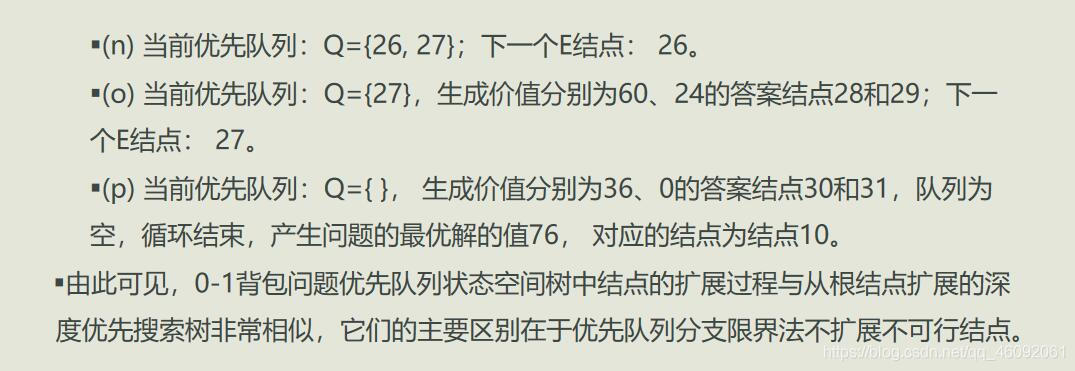 ▪(n) 当前优先队列：Q={26, 27}；下一个E结点： 26。
▪(o) 当前优先队列：Q={27}，生成价值分别为60、24的答案结点28和29；下一
个E结点： 27。
▪(p) 当前优先队列：Q={ }， 生成价值分别为36、0的答案结点30和31，队列为
空，循环结束，产生问题的最优解的值76， 对应的结点为结点10。
▪由此可见，0-1背包问题优先队列状态空间树中结点的扩展过程与从根结点扩展的深
度优先搜索树非常相似，它们的主要区别在于优先队列分支限界法不扩展不可行结点。
https://blog.csdn.net/qq_46092061